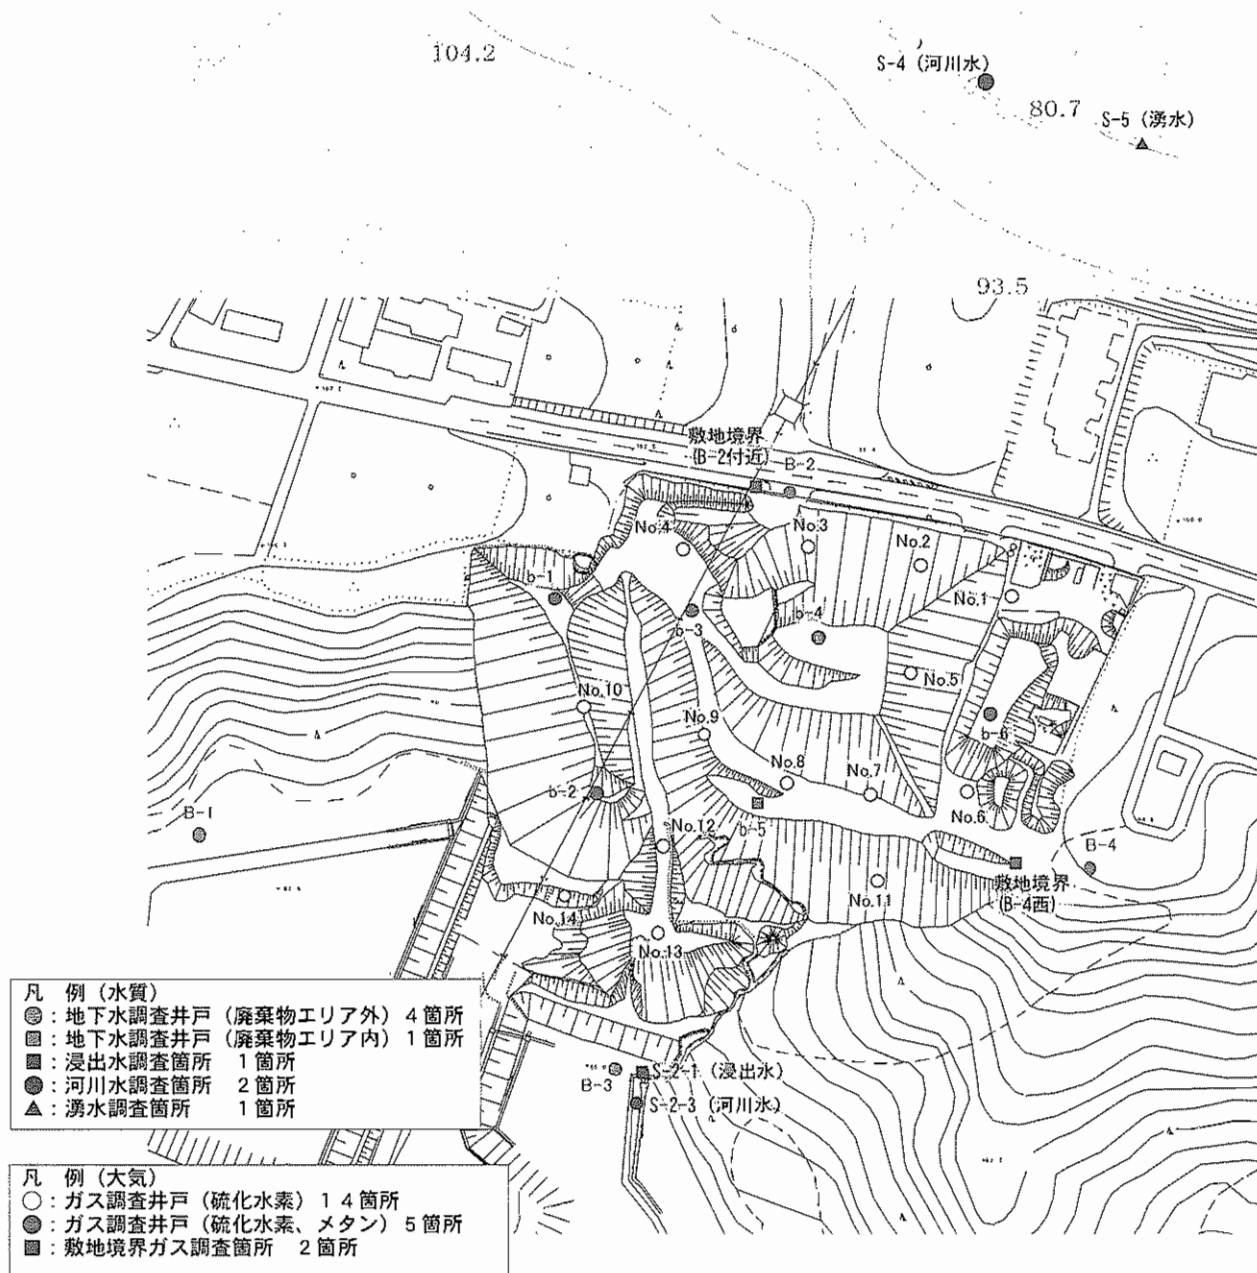 104.2
S-4 (河川水)
80.7
S-5 (湧水)
93.5
敷地境界
(B-2付近)
B-2
No.4
No.3
No.2
b-1
No.1
b-3
b-4
No.5
No.10
No.9
b-6
No.8
No.7
b-2
No.6
b-5
B-1
No.12
B-4
敷地境界
(B-4西)
No.11
No.14
No.13
凡 例 (水質)
:地下水調査井戸 (廃棄物エリア外) 4箇所
:地下水調査井戸 (廃棄物エリア内) 1箇所
:浸出水調査箇所 1箇所
:河川水調査箇所 2箇所
:湧水調査箇所 1箇所
B-3
S-2-1 (浸出水)
S-2-3 (河川水)
凡 例 (大気)
:ガス調査井戸 (硫化水素) 14箇所
:ガス調査井戸 (硫化水素、メタン) 5箇所
:敷地境界ガス調査箇所 2箇所